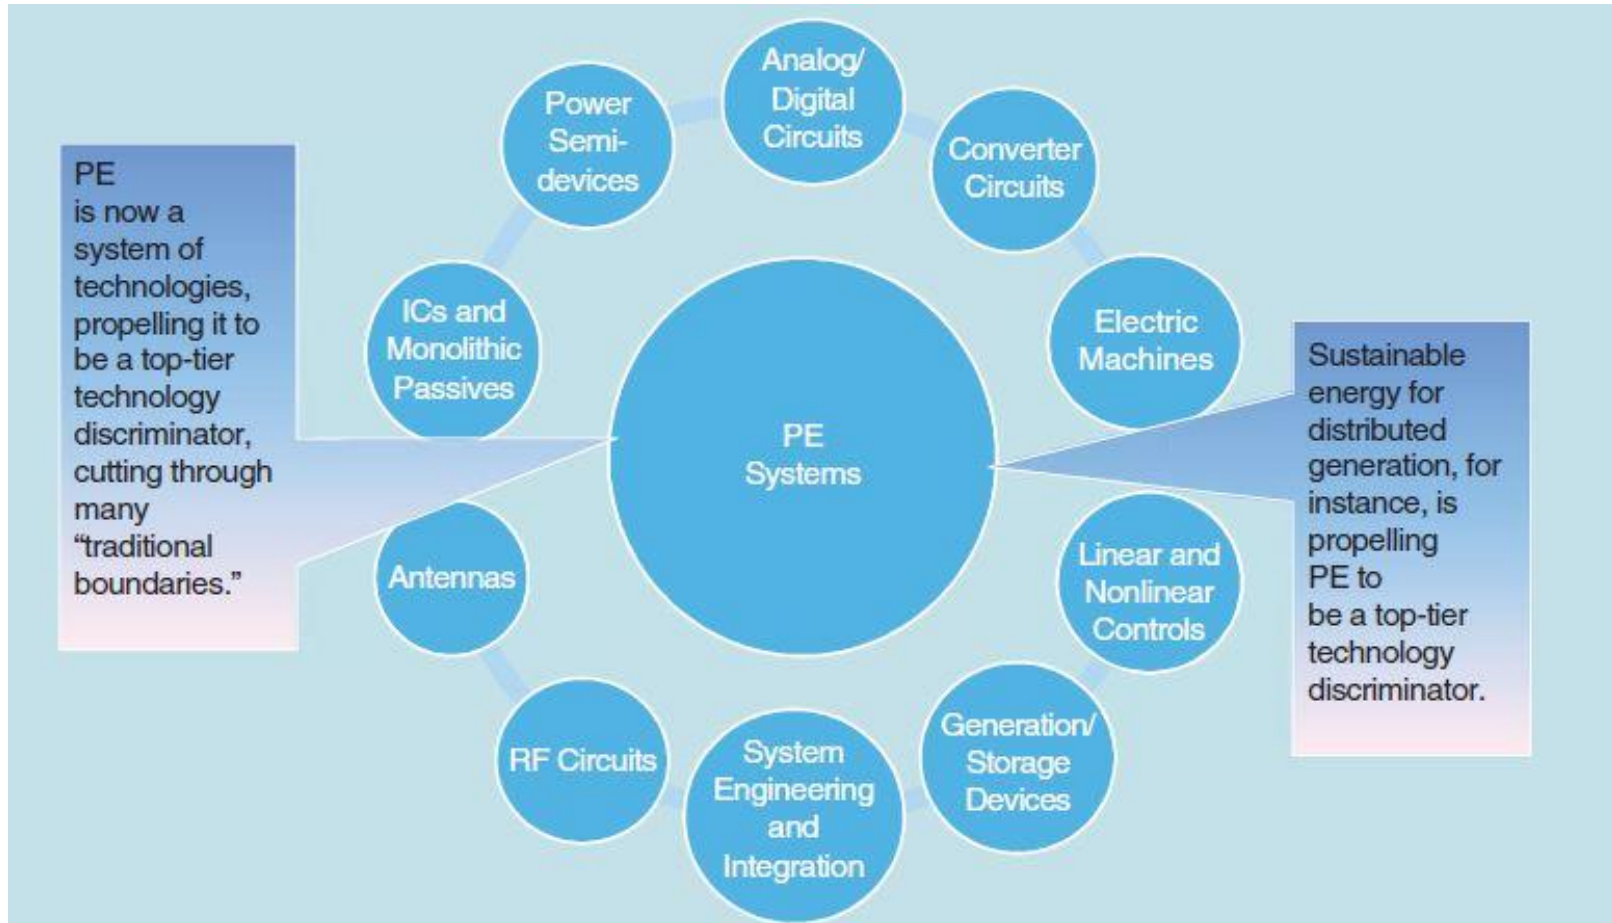 PE
is now a
system of
technologies,
propelling it to
be a top-tier
technology
discriminator,
cutting through
many
“traditional
boundaries.”
Analog/
Digital
Circuits
Converter
Circuits
Electric
Machines
Linear and
Nonlinear
Controls
Generation/
Storage
Devices
System
Engineering
and
Integration
RF Circuits
Antennas
ICs and
Monolithic
Passives
Power
Semi-
devices
PE
Systems
Sustainable
energy for
distributed
generation, for
instance, is
propelling
PE to
be a top-tier
technology
discriminator.